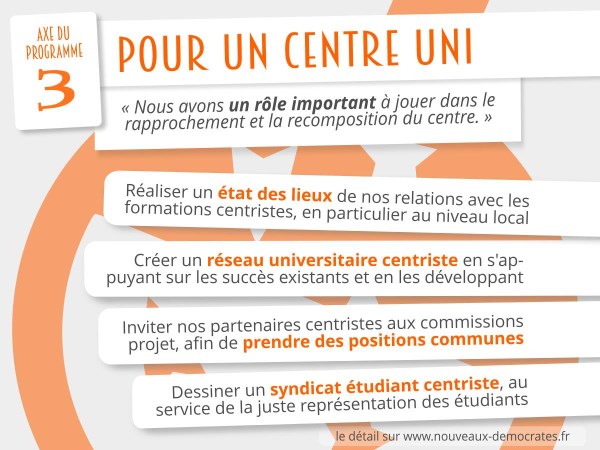 AXE DU
PROGRAMME
3
POUR UN CENTRE UNI
« Nous avons un rôle important à jouer dans le
rapprochement et la recomposition du centre. »
Réaliser un état des lieux de nos relations avec les
formations centristes, en particulier au niveau local
Créer un réseau universitaire centriste en s'ap-
puyant sur les succès existants et en les développant
Inviter nos partenaires centristes aux commissions
projet, afin de prendre des positions communes
Dessiner un syndicat étudiant centriste, au
service de la juste représentation des étudiants
le détail sur www.nouveaux-democrates.fr